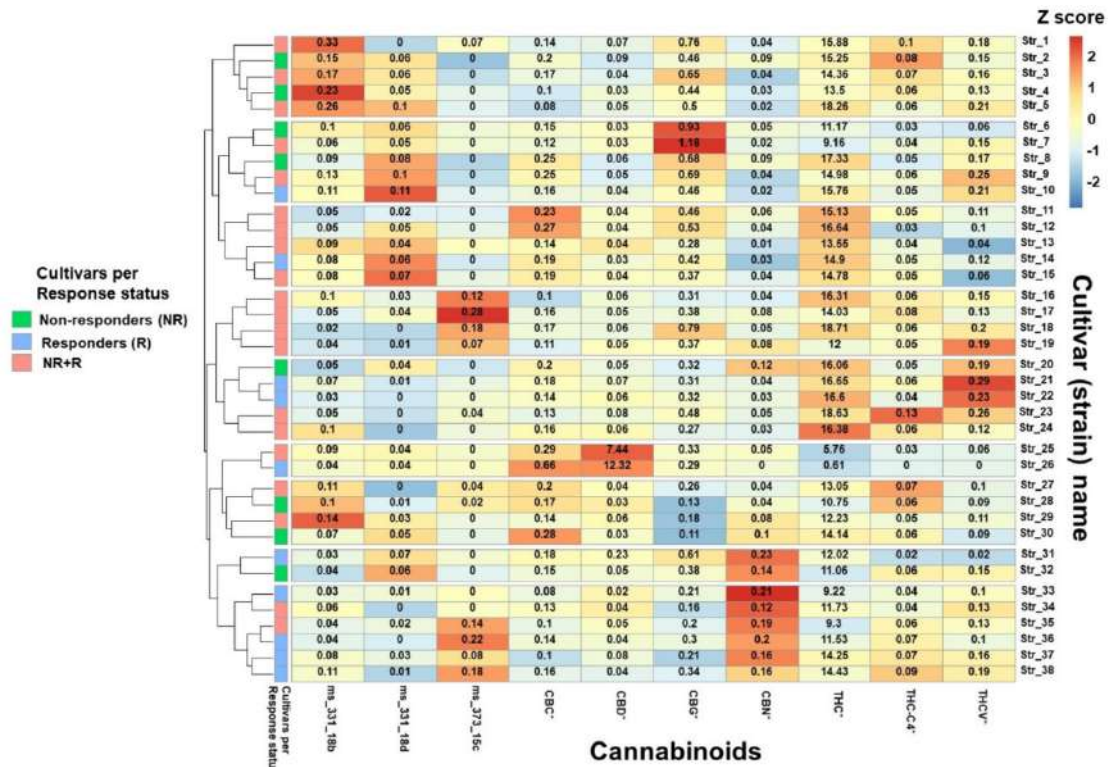 Z score
0.33 0 0.07 0.14 0.07 0.76 0.04 15.88 0.1 0.18 Str_1
0.15 0.06 0 0.2 0.09 0.46 0.09 15.25 0.08 0.15 Str_2
0.17 0.06 0 0.17 0.04 0.65 0.04 14.36 0.07 0.16 Str_3
0.23 0.05 0 0.1 0.03 0.44 0.03 13.5 0.06 0.13 Str_4
0.26 0.1 0 0.08 0.05 0.5 0.02 18.26 0.06 0.21 Str_5
0.1 0.06 0 0.15 0.03 0.93 0.05 11.17 0.03 0.06 Str_6
0.06 0.05 0 0.12 0.03 1.18 0.02 9.16 0.04 0.15 Str_7
0.09 0.08 0 0.25 0.06 0.68 0.09 17.33 0.05 0.17 Str_8
0.13 0.1 0 0.25 0.05 0.69 0.04 14.98 0.06 0.25 Str_9
0.11 0.11 0 0.16 0.04 0.46 0.02 15.76 0.05 0.21 Str_10
0.05 0.02 0 0.23 0.04 0.46 0.06 15.13 0.05 0.11 Str_11
0.05 0.05 0 0.27 0.04 0.53 0.04 16.64 0.03 0.1 Str_12
0.09 0.04 0 0.14 0.04 0.28 0.01 13.55 0.04 0.04 Str_13
0.08 0.06 0 0.19 0.03 0.42 0.03 14.9 0.05 0.12 Str_14
0.08 0.07 0 0.19 0.04 0.37 0.04 14.78 0.05 0.06 Str_15
0.1 0.03 0.12 0.1 0.06 0.31 0.04 16.31 0.06 0.15 Str_16
0.05 0.04 0.28 0.16 0.05 0.38 0.08 14.03 0.08 0.13 Str_17
0.02 0 0.18 0.17 0.06 0.79 0.05 18.71 0.06 0.2 Str_18
0.04 0.01 0.07 0.11 0.05 0.37 0.08 12 0.05 0.19 Str_19
0.05 0.04 0 0.2 0.05 0.32 0.12 16.06 0.05 0.19 Str_20
0.07 0.01 0 0.18 0.07 0.31 0.04 16.65 0.06 0.29 Str_21
0.03 0 0 0.14 0.06 0.32 0.03 16.6 0.04 0.23 Str_22
0.05 0 0.04 0.13 0.08 0.48 0.05 18.63 0.13 0.26 Str_23
0.1 0 0 0.16 0.06 0.27 0.03 16.38 0.06 0.12 Str_24
0.09 0.04 0 0.29 7.44 0.33 0.05 5.76 0.03 0.06 Str_25
0.04 0.04 0 0.66 12.32 0.29 0 0.61 0 0 Str_26
0.11 0 0.04 0.2 0.04 0.26 0.04 13.05 0.07 0.1 Str_27
0.1 0.01 0.02 0.17 0.03 0.13 0.04 10.75 0.06 0.09 Str_28
0.14 0.03 0 0.14 0.06 0.18 0.08 12.23 0.05 0.11 Str_29
0.07 0.05 0 0.28 0.03 0.11 0.1 14.14 0.06 0.09 Str_30
0.03 0.07 0 0.18 0.23 0.61 0.23 12.02 0.02 0.02 Str_31
0.04 0.06 0 0.15 0.05 0.38 0.14 11.06 0.06 0.15 Str_32
0.03 0.01 0 0.08 0.02 0.21 0.21 9.22 0.04 0.1 Str_33
0.06 0 0 0.13 0.04 0.16 0.12 11.73 0.04 0.13 Str_34
0.04 0.02 0.14 0.1 0.05 0.2 0.19 9.3 0.06 0.13 Str_35
0.04 0 0.22 0.14 0.04 0.3 0.2 11.53 0.07 0.1 Str_36
0.08 0.03 0.08 0.1 0.08 0.21 0.16 14.25 0.07 0.16 Str_37
0.11 0.01 0.18 0.16 0.04 0.34 0.16 14.43 0.09 0.19 Str_38
2
1
0
-1
-2
Cultivar (strain) name
Cultivars per
Response status
Non-responders (NR)
Responders (R)
NR+R
Cultivars per
Response status
ms_331_18b
ms_331_18d
ms_373_15c
CBC*
CBD*
CBG*
CBN*
THC*
THC-C4*
THCV*
Cannabinoids